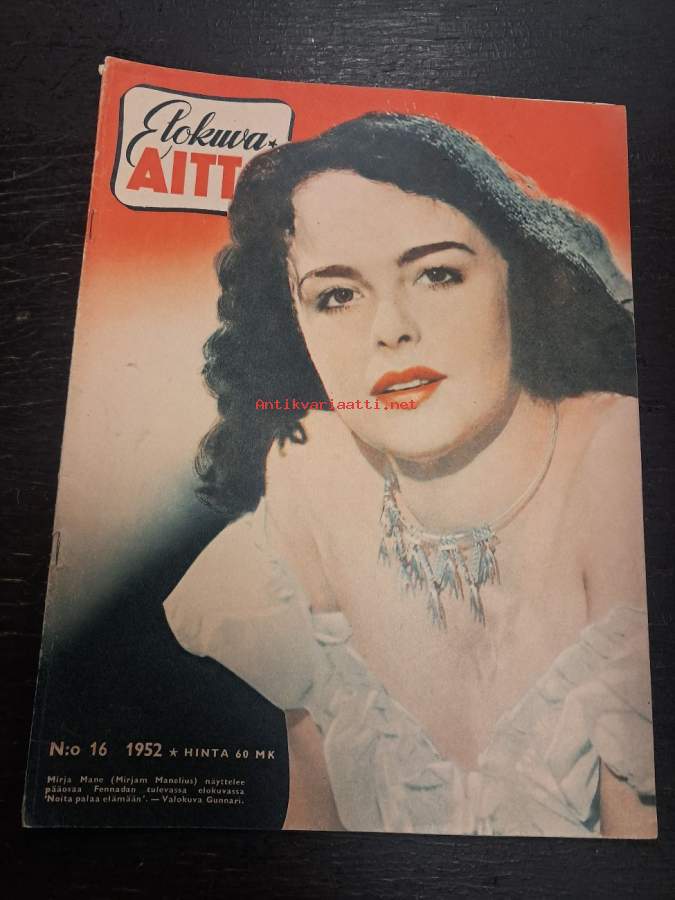 Elokuva
AITT
Antikvariaatti.net
N:o 16 1952 ★ HINTA 60 MK
Mirja Mane (Mirjam Manelius) näyttelee
pääosaa Fennadan tulevassa elokuvassa
'Noita palaa elämään'. — Valokuva Gunnari.